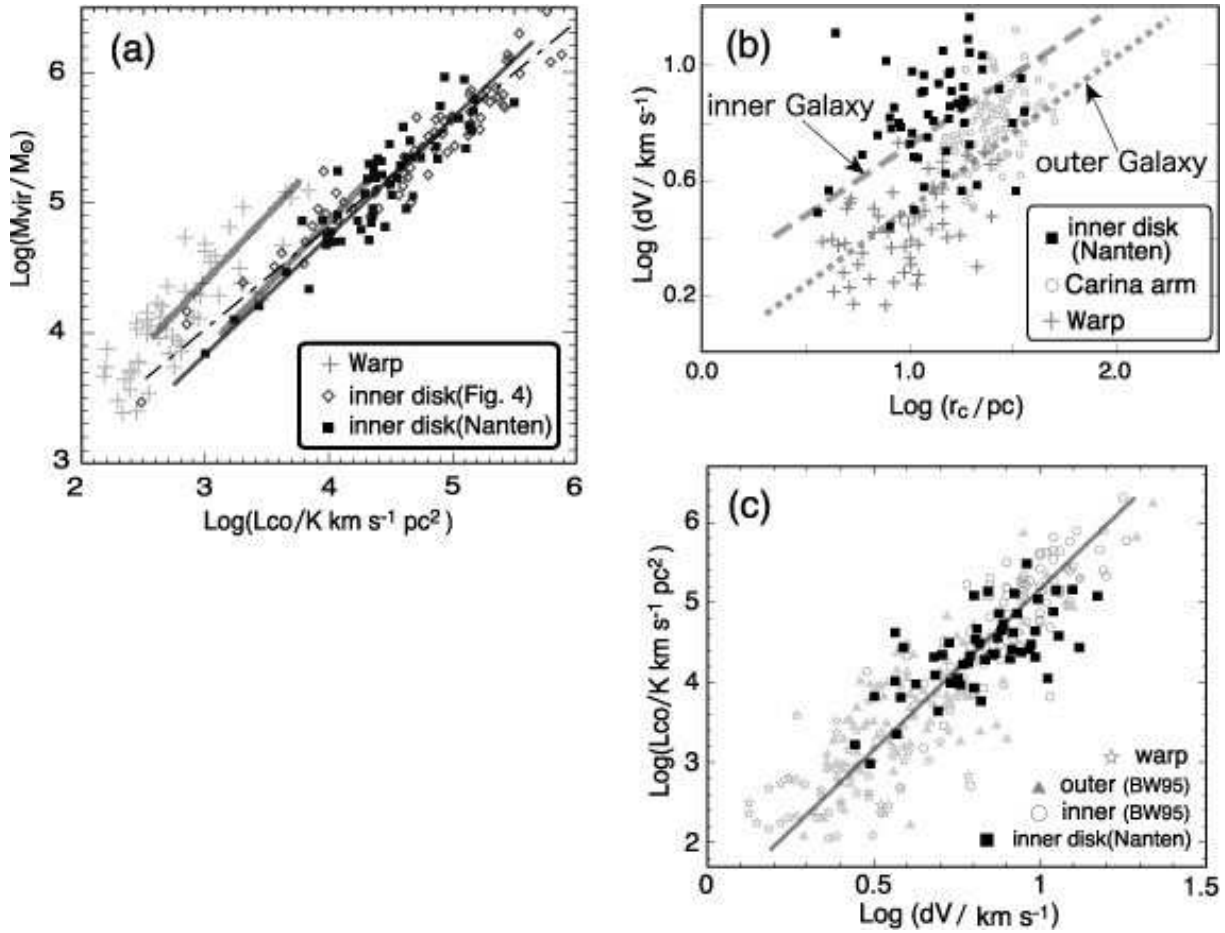 (a)
6
5
4
3
2
3
4
5
6
Log(Mvir/M⊙)
Log(Lco/K km s⁻¹ pc²)
Warp
inner disk(Fig. 4)
inner disk(Nanten)
(b)
1.0
0.6
0.2
0.0
1.0
2.0
Log (dV/ km s⁻¹)
Log (rc/pc)
inner Galaxy
outer Galaxy
inner disk
(Nanten)
Carina arm
Warp
(c)
6
5
4
3
2
0
0.5
1
1.5
Log(Lco/K km s⁻¹ pc²)
Log (dV/ km s⁻¹)
warp
outer (BW95)
inner (BW95)
inner disk(Nanten)